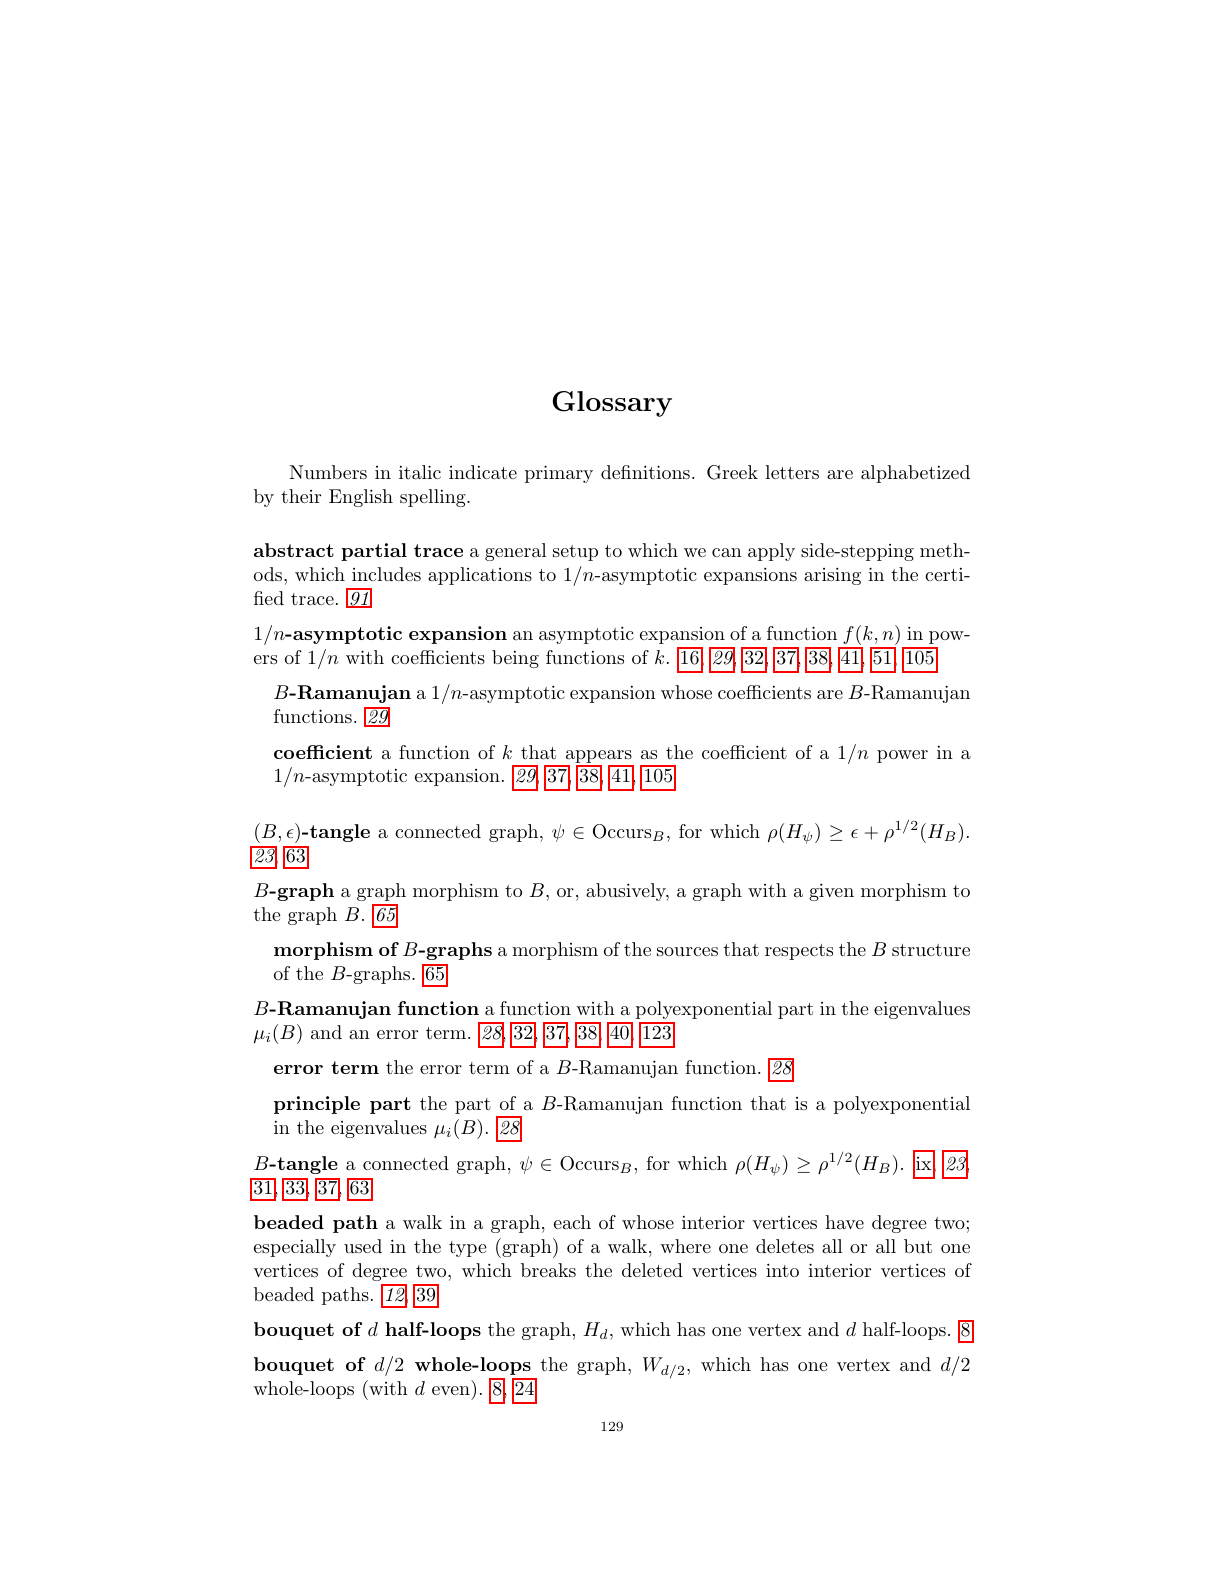 Glossary
Numbers in italic indicate primary definitions. Greek letters are alphabetized
by their English spelling.
abstract partial trace a general setup to which we can apply side-stepping meth-
ods, which includes applications to 1/n-asymptotic expansions arising in the certi-
fied trace. 91
1/n-asymptotic expansion an asymptotic expansion of a function f(k, n) in pow-
ers of 1/n with coefficients being functions of k. 16, 29, 32, 37, 38, 41, 51, 105
B-Ramanujan a 1/n-asymptotic expansion whose coefficients are B-Ramanujan
functions. 29
coefficient a function of k that appears as the coefficient of a 1/n power in a
1/n-asymptotic expansion. 29, 37, 38, 41, 105
(B, ϵ)-tangle a connected graph, ψ ∈ Occurs_B, for which ρ(H_ψ) ≥ ϵ + ρ^{1/2}(H_B).
23, 63
B-graph a graph morphism to B, or, abusively, a graph with a given morphism to
the graph B. 65
morphism of B-graphs a morphism of the sources that respects the B structure
of the B-graphs. 65
B-Ramanujan function a function with a polyexponential part in the eigenvalues
μ_i(B) and an error term. 28, 32, 37, 38, 40, 123
error term the error term of a B-Ramanujan function. 28
principle part the part of a B-Ramanujan function that is a polyexponential
in the eigenvalues μ_i(B). 28
B-tangle a connected graph, ψ ∈ Occurs_B, for which ρ(H_ψ) ≥ ρ^{1/2}(H_B). ix, 23,
31, 33, 37, 63
beaded path a walk in a graph, each of whose interior vertices have degree two;
especially used in the type (graph) of a walk, where one deletes all or all but one
vertices of degree two, which breaks the deleted vertices into interior vertices of
beaded paths. 12, 39
bouquet of d half-loops the graph, H_d, which has one vertex and d half-loops. 8
bouquet of d/2 whole-loops the graph, W_{d/2}, which has one vertex and d/2
whole-loops (with d even). 8, 24
129